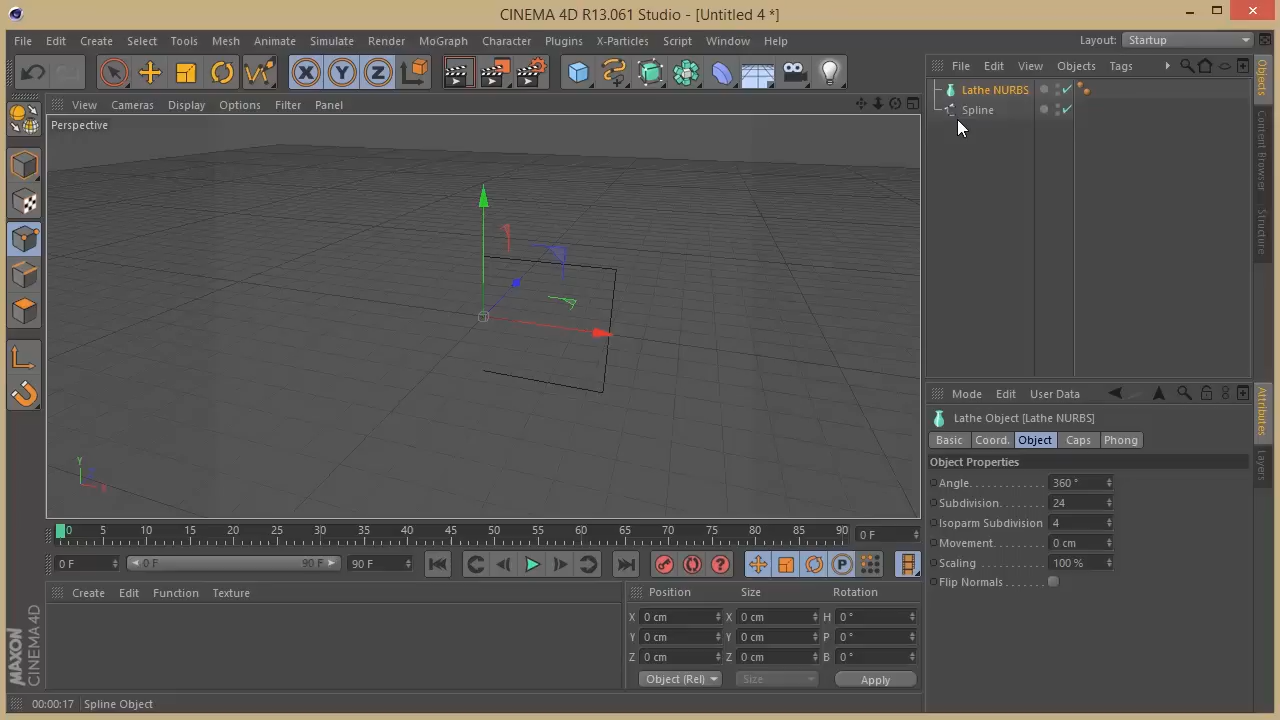 CINEMA 4D R13.061 Studio - [Untitled 4 *]
File Edit Create Select Tools Mesh Animate Simulate Render MoGraph Character Plugins X-Particles Script Window Help Layout: Startup
X Y Z
File Edit View Objects Tags
View Cameras Display Options Filter Panel
Perspective
Lathe NURBS
Spline
Objects
Content Browser
Structure
Y
X
Mode Edit User Data
Lathe Object [Lathe NURBS]
Basic Coord. Object Caps Phong
Object Properties
Angle. . . . . . . . . . . . 360 °
Subdivision. . . . . . . . . 24
Isoparm Subdivision 4
Movement. . . . . . . . . 0 cm
Scaling. . . . . . . . . . . 100 %
Flip Normals . . . . . . .
Attributes
Layers
0 5 10 15 20 25 30 35 40 45 50 55 60 65 70 75 80 85 90 0 F
0 F 0 F 90 F 90 F
P
Create Edit Function Texture
Position Size Rotation
X 0 cm X 0 cm H 0 °
Y 0 cm Y 0 cm P 0 °
Z 0 cm Z 0 cm B 0 °
Object (Rel) Size Apply
MAXON
CINEMA 4D
00:00:17 Spline Object